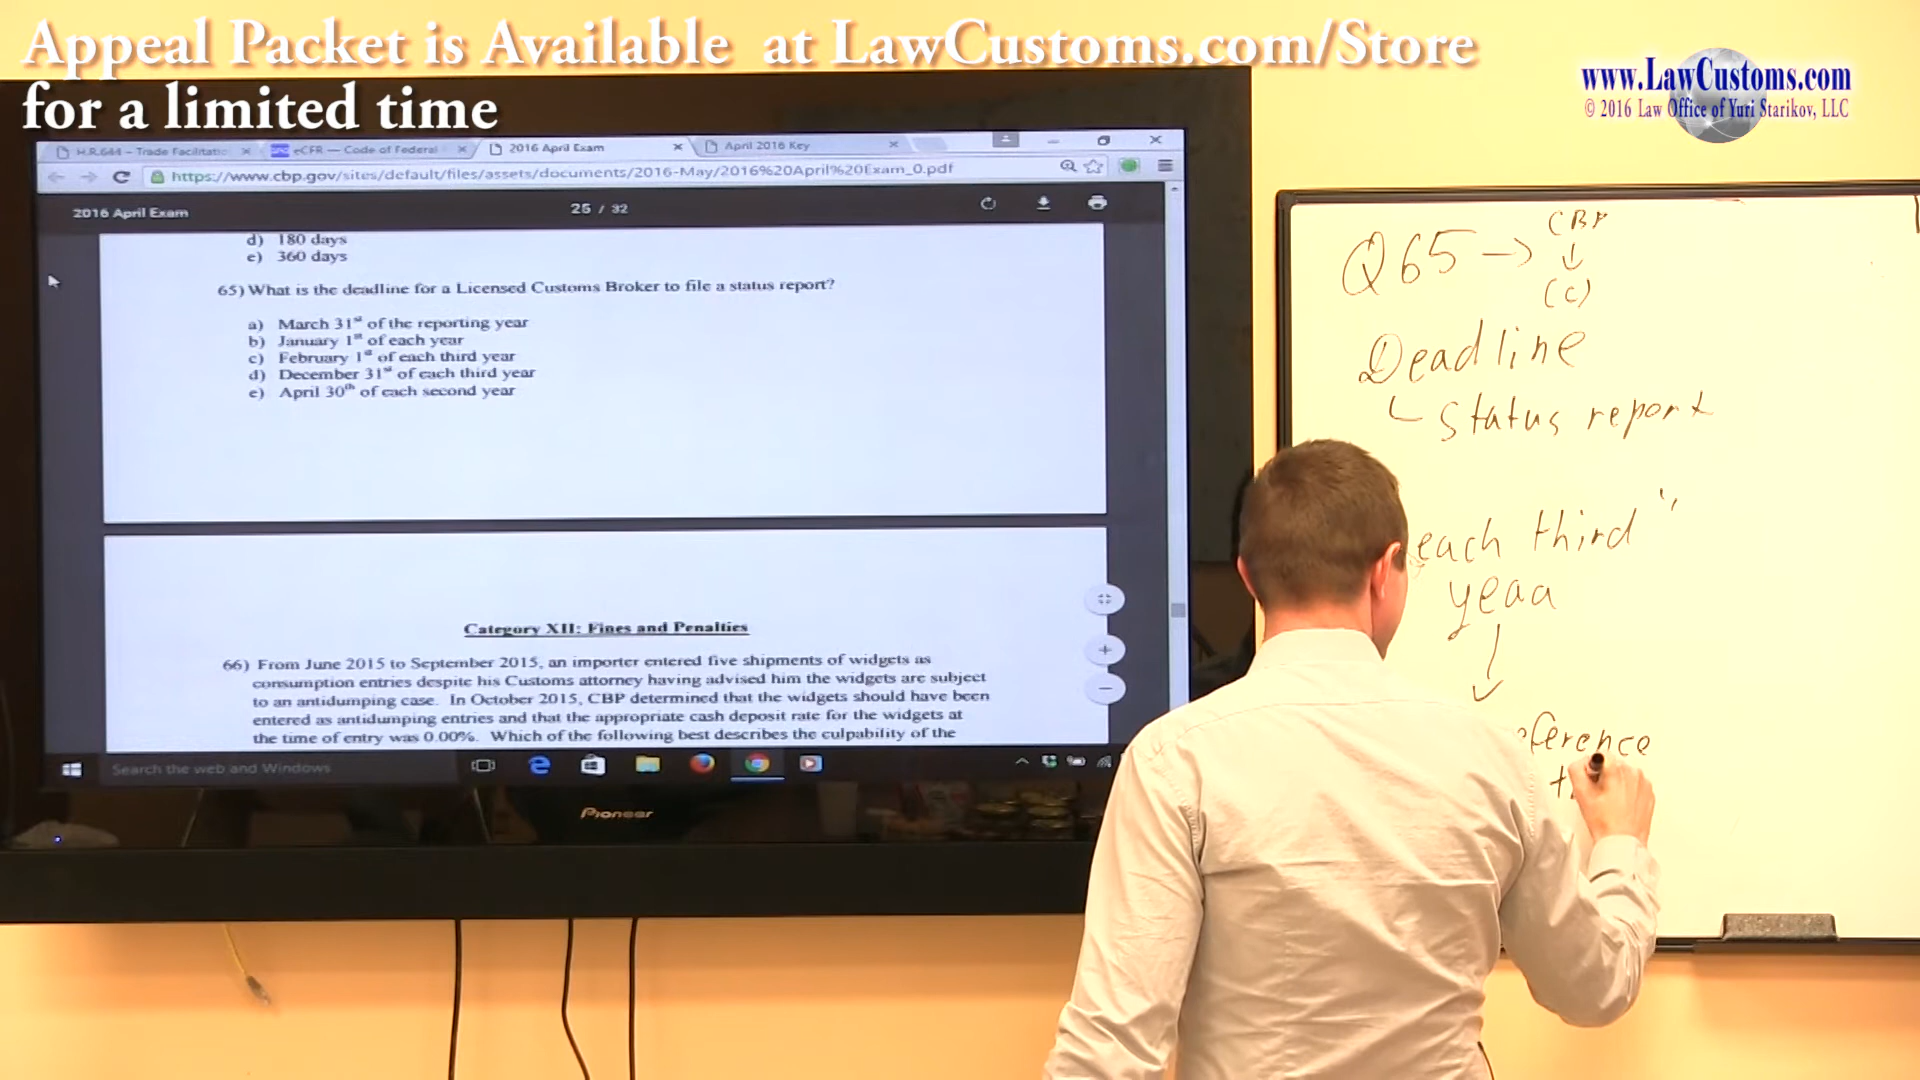 Appeal Packet is Available at LawCustoms.com/Store
for a limited time
www.LawCustoms.com
© 2016 Law Office of Yuri Starikov, LLC
H.R.644 – Trade Facilitatio
eCFR — Code of Federal
2016 April Exam
April 2016 Key
https://www.cbp.gov/sites/default/files/assets/documents/2016-May/2016%20April%20Exam_0.pdf
2016 April Exam
25 / 32
d) 180 days
e) 360 days
65) What is the deadline for a Licensed Customs Broker to file a status report?
a) March 31st of the reporting year
b) January 1st of each year
c) February 1st of each third year
d) December 31st of each third year
e) April 30th of each second year
Category XII: Fines and Penalties
66) From June 2015 to September 2015, an importer entered five shipments of widgets as
consumption entries despite his Customs attorney having advised him the widgets are subject
to an antidumping case. In October 2015, CBP determined that the widgets should have been
entered as antidumping entries and that the appropriate cash deposit rate for the widgets at
the time of entry was 0.00%. Which of the following best describes the culpability of the
Search the web and Windows
Pioneer
CBP
Q65 → ↓
(c)
Deadline
status report
each third "
yeaa
↓
eference